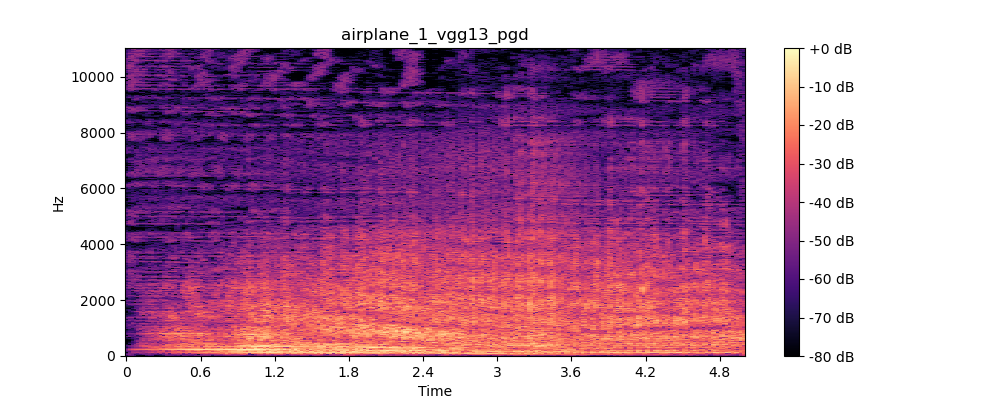 airplane_1_vgg13_pgd
+0 dB
10000
-10 dB
8000
-20 dB
-30 dB
6000
Hz
-40 dB
4000
-50 dB
-60 dB
2000
-70 dB
0
-80 dB
0 0.6 1.2 1.8 2.4 3 3.6 4.2 4.8
Time